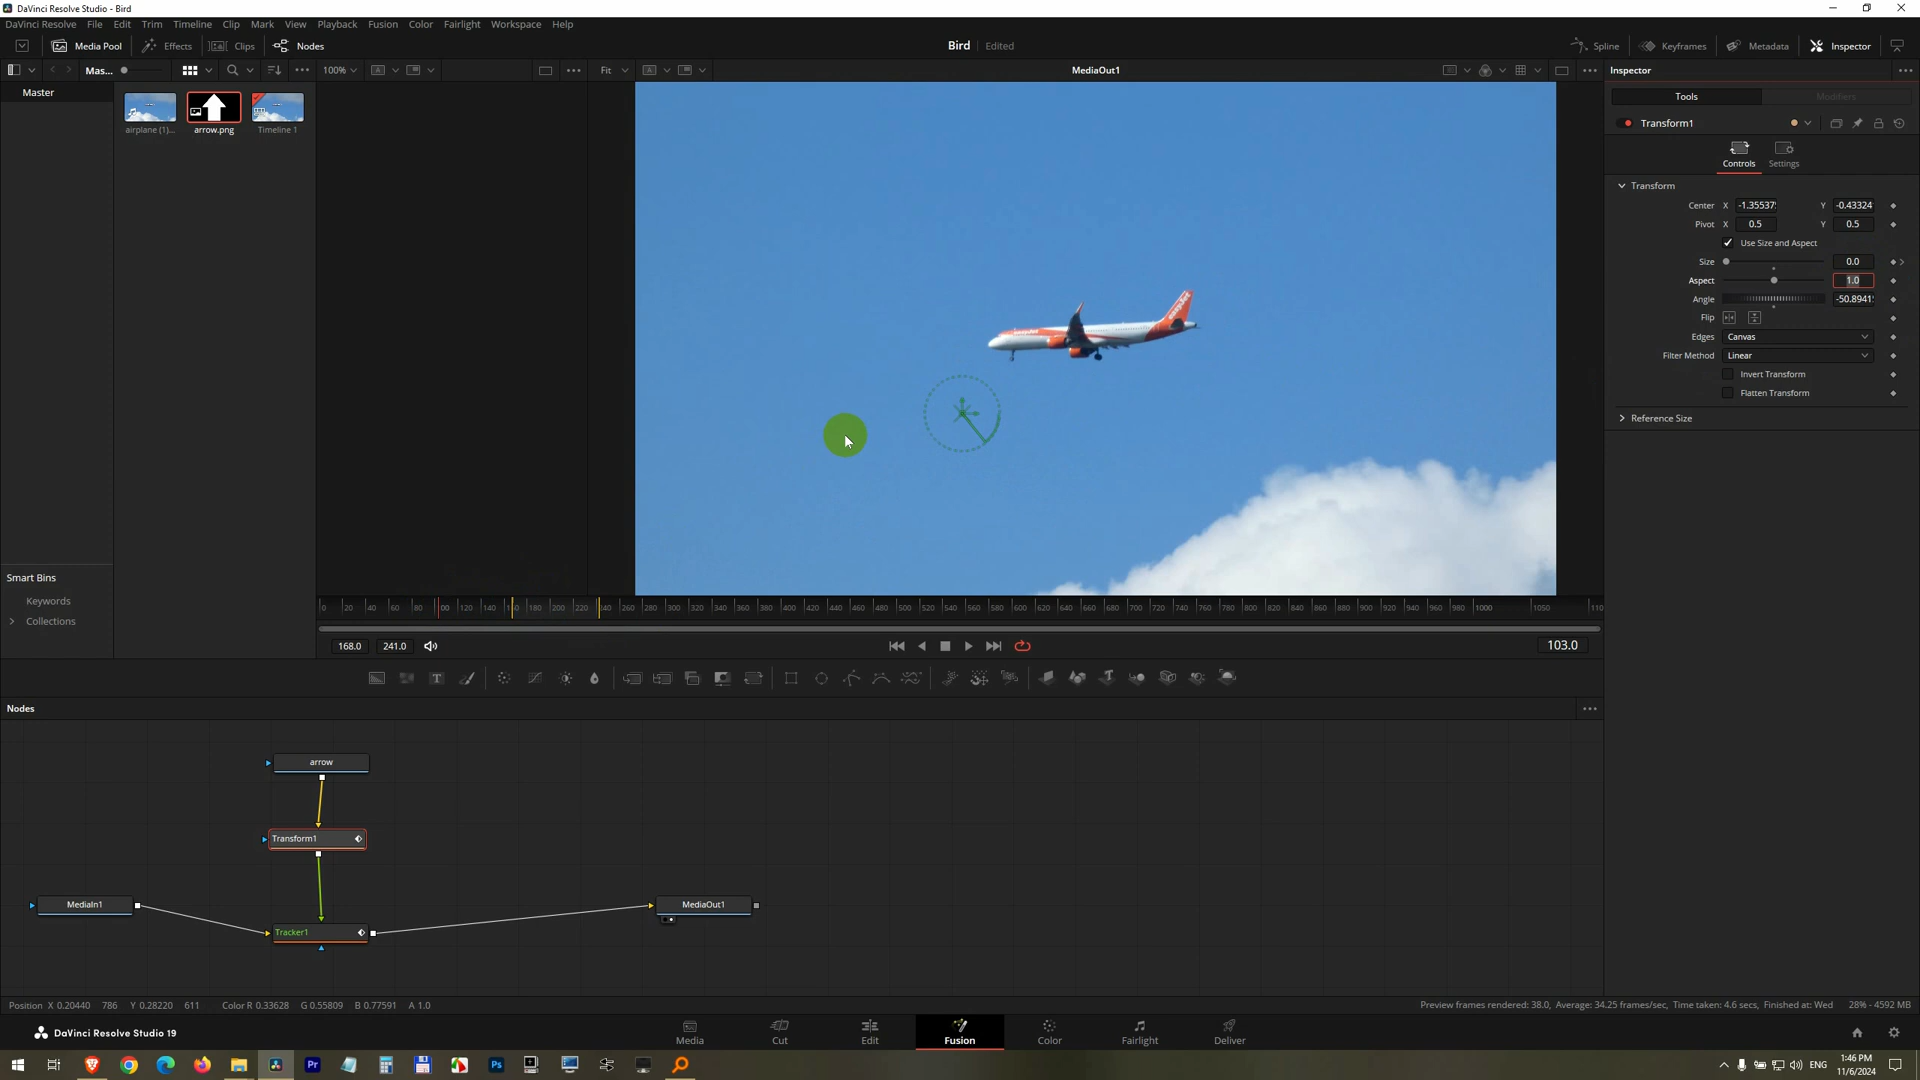 DaVinci Resolve Studio - Bird
DaVinci Resolve File Edit Trim Timeline Clip Mark View Playback Fusion Color Fairlight Workspace Help
Media Pool Effects Clips Nodes Bird Edited Spline Keyframes Metadata Inspector
Mas... 100% Fit MediaOut1 Inspector
Master
airplane (1)... arrow.png Timeline 1
Tools Modifiers
Transform1
Controls Settings
Transform
Center X -1.35537 Y -0.43324
Pivot X 0.5 Y 0.5
Use Size and Aspect
Size 0.0
Aspect 1.0
Angle -50.8941
Flip
Edges Canvas
Filter Method Linear
Invert Transform
Flatten Transform
Reference Size
easyJet
easyJet
Smart Bins
Keywords
Collections
0 20 40 60 80 100 120 140 180 200 220 240 260 280 300 320 340 360 380 400 420 440 460 480 500 520 540 560 580 600 620 640 660 680 700 720 740 760 780 800 820 840 860 880 900 920 940 960 980 1000 1050 110
168.0 241.0 103.0
Nodes
arrow
Transform1
MediaIn1 MediaOut1
Tracker1
Position X 0.20440 786 Y 0.28220 611 Color R 0.33628 G 0.55809 B 0.77591 A 1.0 Preview frames rendered: 38.0, Average: 34.25 frames/sec, Time taken: 4.6 secs, Finished at: Wed 28% - 4592 MB
DaVinci Resolve Studio 19
Media Cut Edit Fusion Color Fairlight Deliver
Pr Ps ENG 1:46 PM
11/6/2024